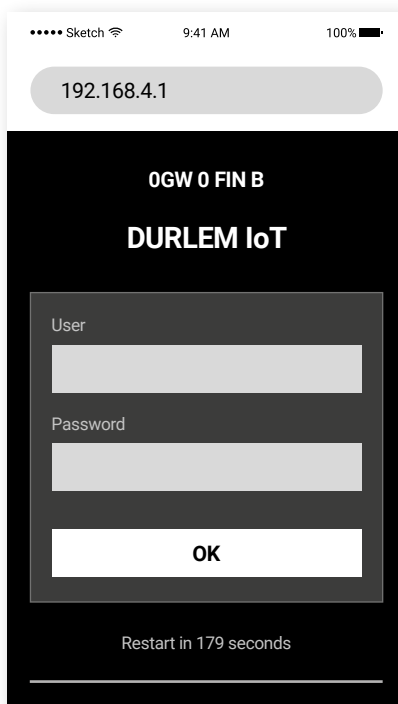 ••••• Sketch 9:41 AM 100%
192.168.4.1
0GW 0 FIN B
DURLEM IoT
User
Password
OK
Restart in 179 seconds